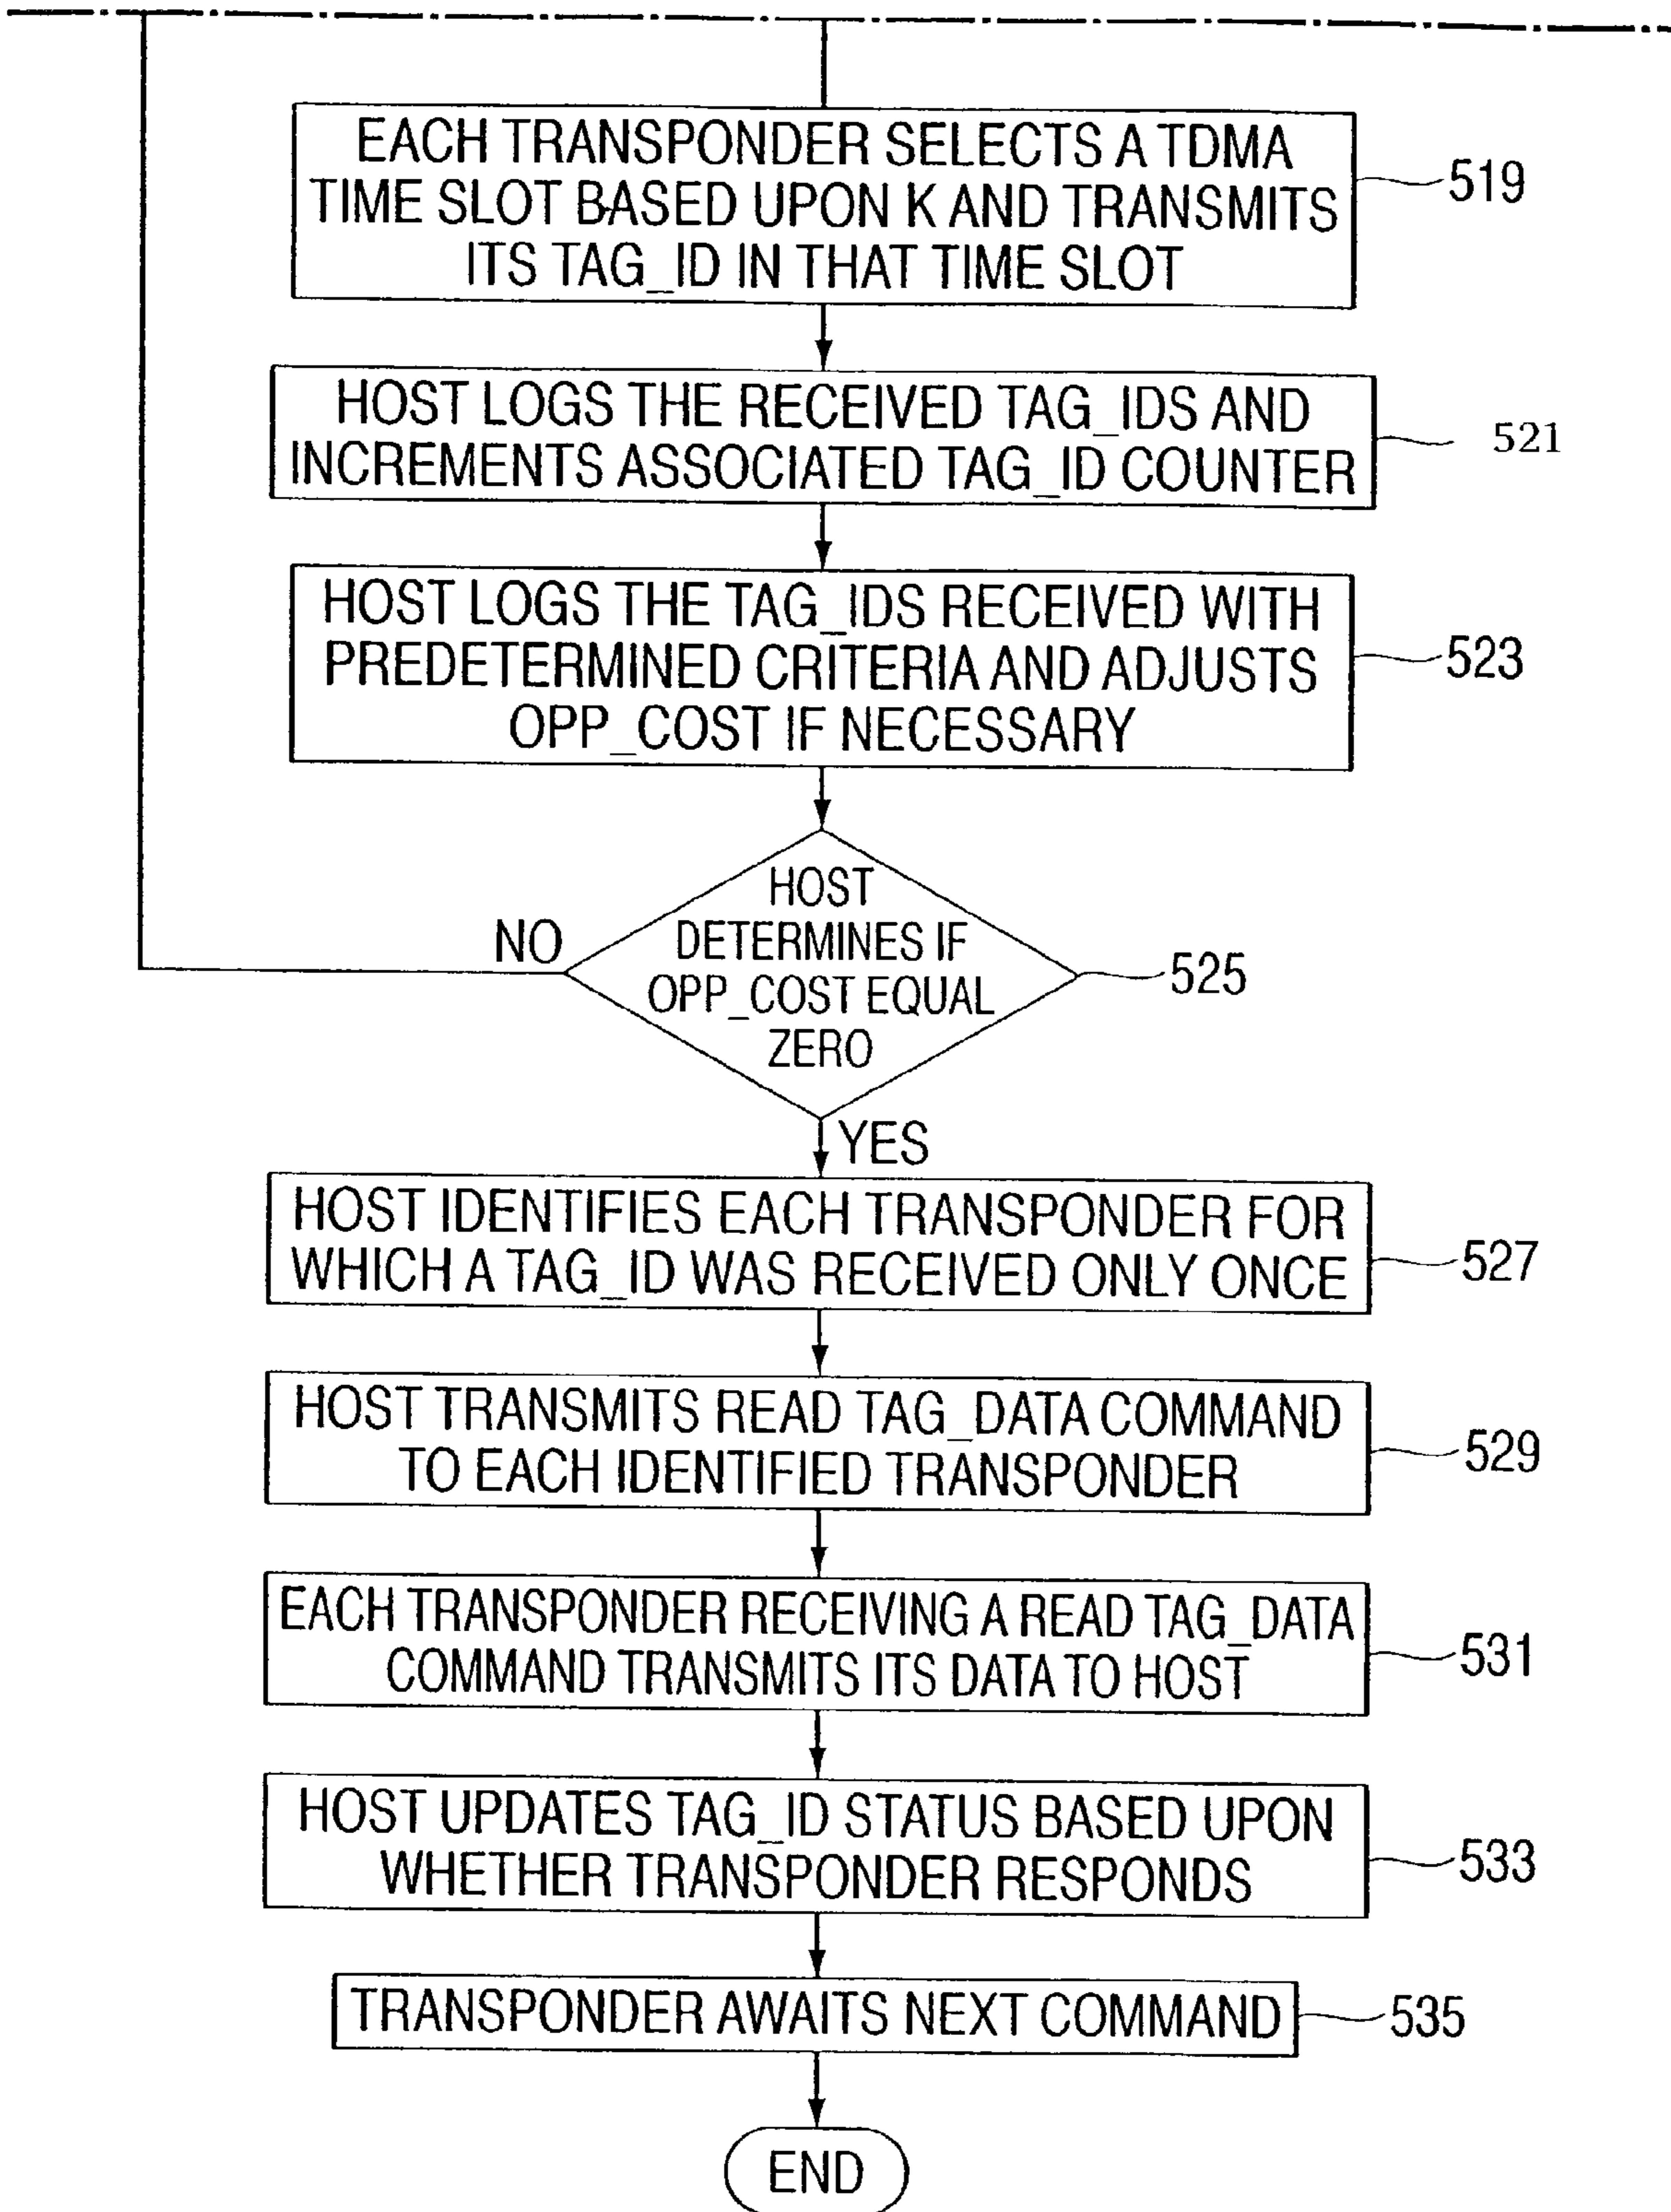 EACH TRANSPONDER SELECTS A TDMA
TIME SLOT BASED UPON K AND TRANSMITS
ITS TAG_ID IN THAT TIME SLOT
519
HOST LOGS THE RECEIVED TAG_IDS AND
INCREMENTS ASSOCIATED TAG_ID COUNTER
521
HOST LOGS THE TAG_IDS RECEIVED WITH
PREDETERMINED CRITERIA AND ADJUSTS
OPP_COST IF NECESSARY
523
HOST
DETERMINES IF
OPP_COST EQUAL
ZERO
NO
525
YES
HOST IDENTIFIES EACH TRANSPONDER FOR
WHICH A TAG_ID WAS RECEIVED ONLY ONCE
527
HOST TRANSMITS READ TAG_DATA COMMAND
TO EACH IDENTIFIED TRANSPONDER
529
EACH TRANSPONDER RECEIVING A READ TAG_DATA
COMMAND TRANSMITS ITS DATA TO HOST
531
HOST UPDATES TAG_ID STATUS BASED UPON
WHETHER TRANSPONDER RESPONDS
533
TRANSPONDER AWAITS NEXT COMMAND
535
END